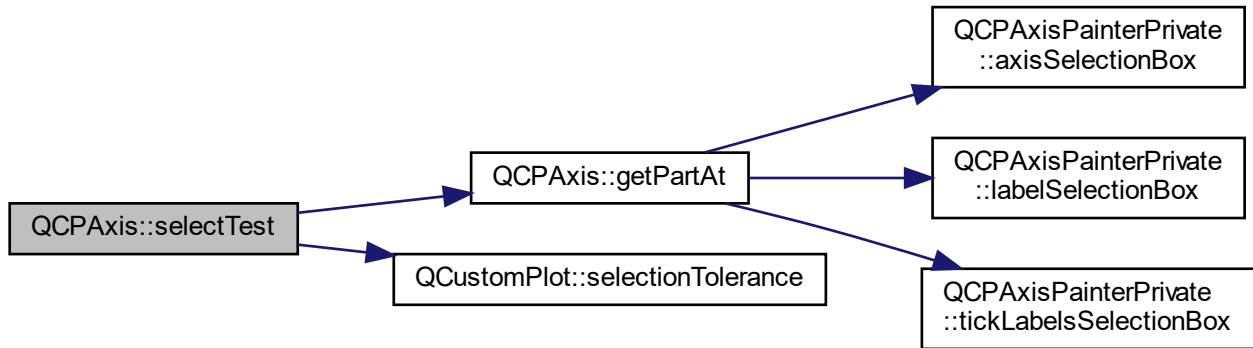 QCPAxis::selectTest
QCPAxis::getPartAt
QCustomPlot::selectionTolerance
QCPAxisPainterPrivate
::axisSelectionBox
QCPAxisPainterPrivate
::labelSelectionBox
QCPAxisPainterPrivate
::tickLabelsSelectionBox